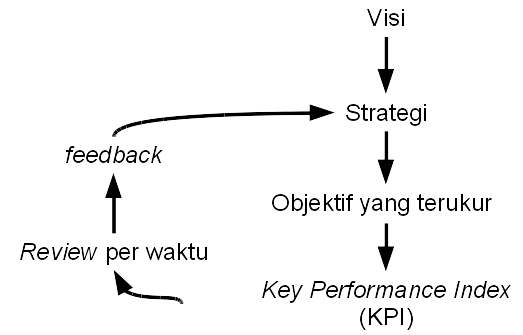 Visi
Strategi
feedback
Objektif yang terukur
Review per waktu
Key Performance Index
(KPI)